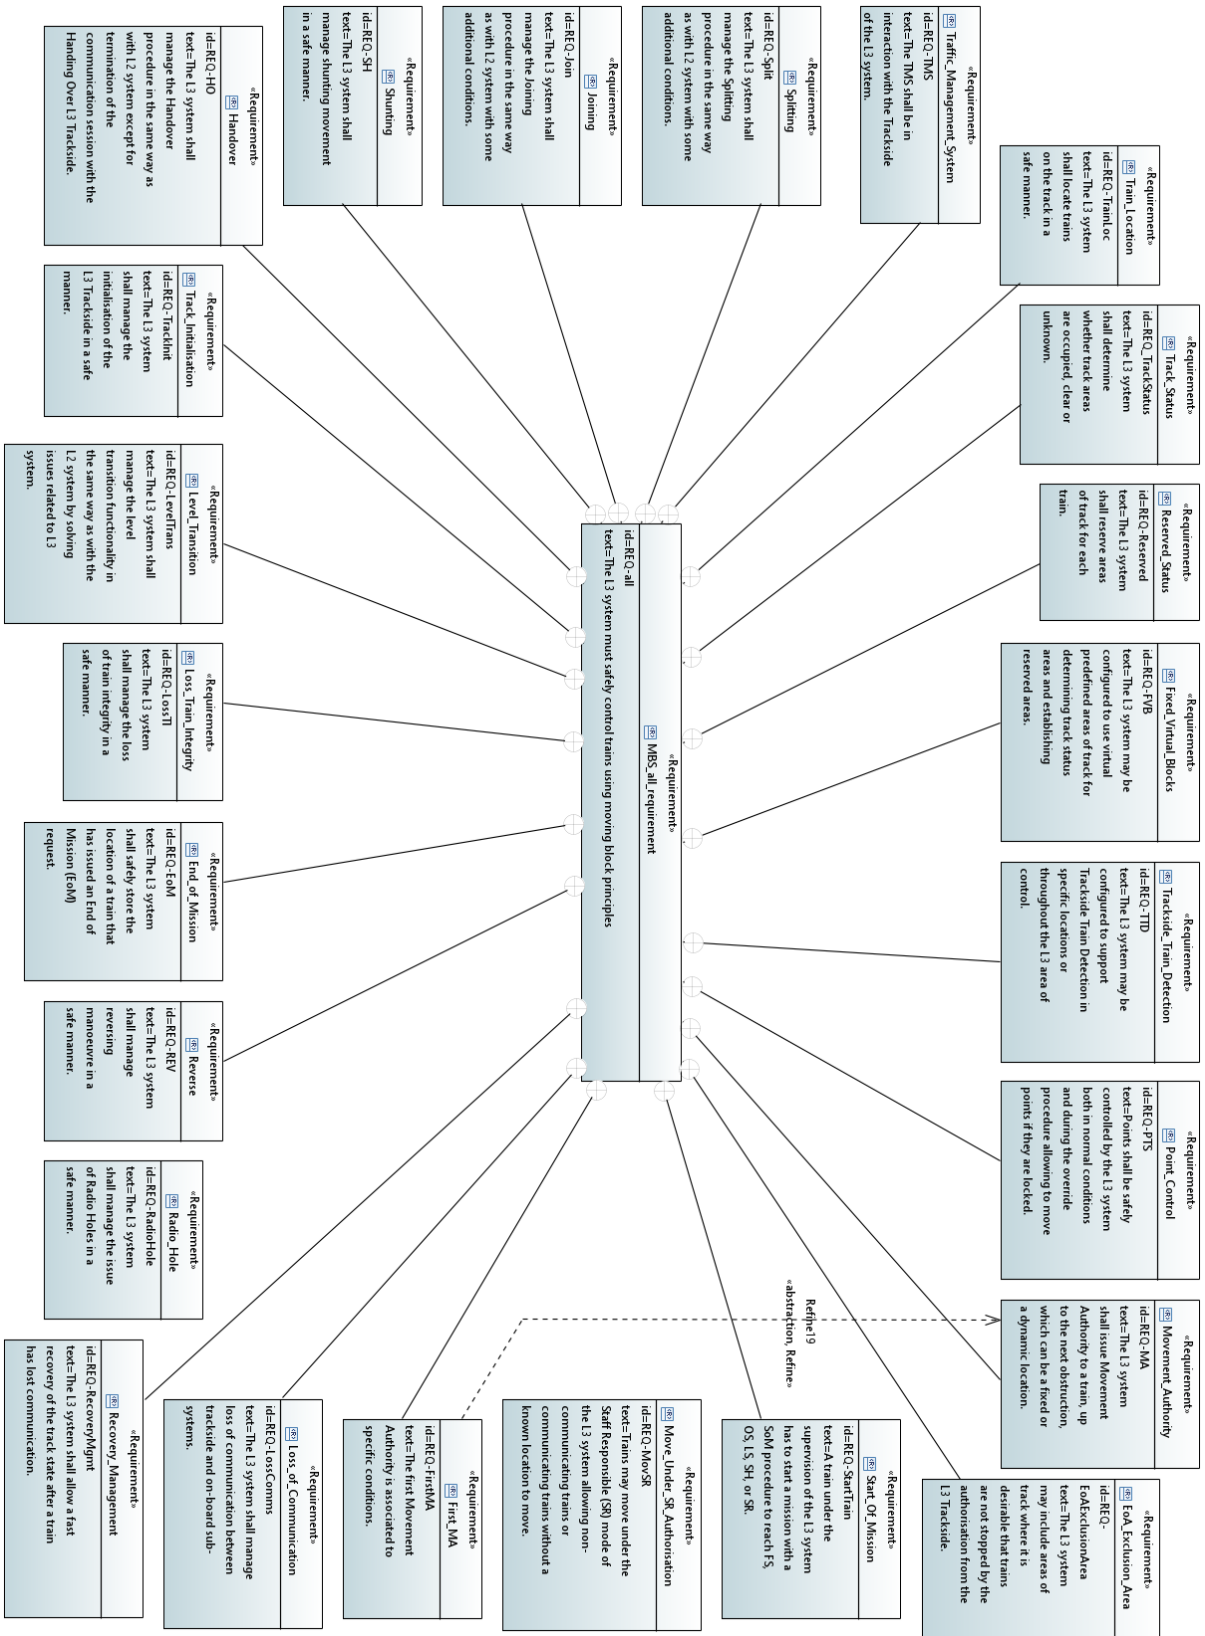 «Requirement»
Traffic_Management_System
id=REQ-TMS
text=The TMS shall be in
interaction with the Trackside
of the L3 system.
«Requirement»
Splitting
id=REQ-Split
text=The L3 system shall
manage the Splitting
procedure in the same way
as with L2 system with some
additional conditions.
«Requirement»
Joining
id=REQ-Join
text=The L3 system shall
manage the Joining
procedure in the same way
as with L2 system with some
additional conditions.
«Requirement»
Shunting
id=REQ-SH
text=The L3 system shall
manage shunting movement
in a safe manner.
«Requirement»
Handover
id=REQ-HO
text=The L3 system shall
manage the Handover
procedure in the same way as
with L2 system except for
termination of the
communication session with the
Handing Over L3 Trackside.
«Requirement»
Train_Location
id=REQ-TrainLoc
text=The L3 system
shall locate trains
on the track in a
safe manner.
«Requirement»
Track_Status
id=REQ_TrackStatus
text=The L3 system
shall determine
whether track areas
are occupied, clear or
unknown.
«Requirement»
Reserved_Status
id=REQ-Reserved
text=The L3 system
shall reserve areas
of track for each
train.
«Requirement»
Fixed_Virtual_Blocks
id=REQ-FVB
text=The L3 system may be
configured to use virtual
predefined areas of track for
determining track status
areas and establishing
reserved areas.
«Requirement»
Trackside_Train_Detection
id=REQ-TTD
text=The L3 system may be
configured to support
Trackside Train Detection in
specific locations or
throughout the L3 area of
control.
«Requirement»
Point_Control
id=REQ-PTS
text=Points shall be safely
controlled by the L3 system
both in normal conditions
and during the override
procedure allowing to move
points if they are locked.
«Requirement»
Movement_Authority
id=REQ-MA
text=The L3 system
shall issue Movement
Authority to a train, up
to the next obstruction,
which can be a fixed or
a dynamic location.
«Requirement»
EoA_Exclusion_Area
id=REQ-
EoAExclusionArea
text=The L3 system
may include areas of
track where it is
desirable that trains
are not stopped by the
authorisation from the
L3 Trackside.
«Requirement»
MBS_all_requirement
id=REQ-all
text=The L3 system must safely control trains using moving block principles
Refine19
«abstraction, Refine»
«Requirement»
Track_Initialisation
id=REQ-TrackInit
text=The L3 system
shall manage the
initialisation of the
L3 Trackside in a safe
manner.
«Requirement»
Level_Transition
id=REQ-LevelTrans
text=The L3 system shall
manage the level
transition functionality in
the same way as with the
L2 system by solving
issues related to L3
system.
«Requirement»
Loss_Train_Integrity
id=REQ-LossTI
text=The L3 system
shall manage the loss
of train integrity in a
safe manner.
«Requirement»
End_of_Mission
id=REQ-EoM
text=The L3 system
shall safely store the
location of a train that
has issued an End of
Mission (EoM)
request.
«Requirement»
Reverse
id=REQ-REV
text=The L3 system
shall manage
reversing
manoeuvre in a
safe manner.
«Requirement»
Radio_Hole
id=REQ-RadioHole
text=The L3 system
shall manage the issue
of Radio Holes in a
safe manner.
«Requirement»
Start_Of_Mission
id=REQ-StartTrain
text=A train under the
supervision of the L3 system
has to start a mission with a
SoM procedure to reach FS,
OS, LS, SH, or SR.
«Requirement»
Move_Under_SR_Authorisation
id=REQ-MovSR
text=Trains may move under the
Staff Responsible (SR) mode of
the L3 system allowing non-
communicating trains or
communicating trains without a
known location to move.
«Requirement»
First_MA
id=REQ-FirstMA
text=The first Movement
Authority is associated to
specific conditions.
«Requirement»
Loss_of_Communication
id=REQ-LossComms
text=The L3 system shall manage
loss of communication between
trackside and on-board sub-
systems.
«Requirement»
Recovery_Management
id=REQ-RecoveryMgmt
text=The L3 system shall allow a fast
recovery of the track state after a train
has lost communication.